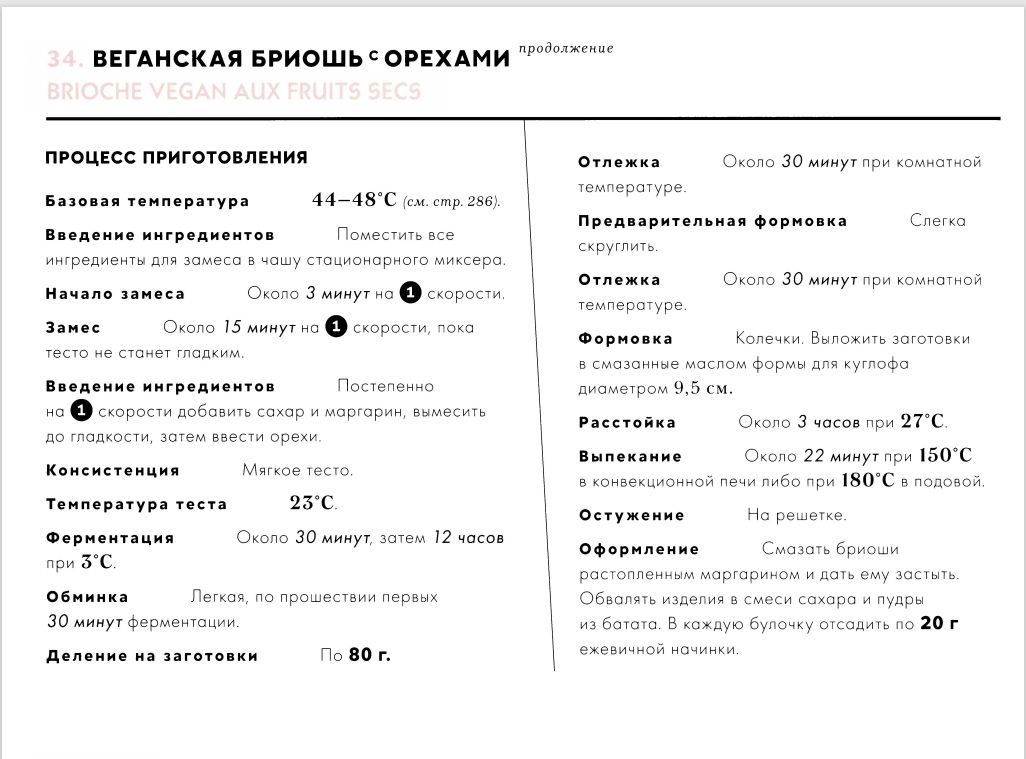 34. ВЕГАНСКАЯ БРИОШЬ С ОРЕХАМИ продолжение
BRIOCHE VEGAN AUX FRUITS SECS
ПРОЦЕСС ПРИГОТОВЛЕНИЯ
Базовая температура 44–48°C (см. стр. 286).
Введение ингредиентов Поместить все
ингредиенты для замеса в чашу стационарного миксера.
Начало замеса Около 3 минут на 1 скорости.
Замес Около 15 минут на 1 скорости, пока
тесто не станет гладким.
Введение ингредиентов Постепенно
на 1 скорости добавить сахар и маргарин, вымесить
до гладкости, затем ввести орехи.
Консистенция Мягкое тесто.
Температура теста 23°C.
Ферментация Около 30 минут, затем 12 часов
при 3°C.
Обминка Легкая, по прошествии первых
30 минут ферментации.
Деление на заготовки По 80 г.
Отлежка Около 30 минут при комнатной
температуре.
Предварительная формовка Слегка
скруглить.
Отлежка Около 30 минут при комнатной
температуре.
Формовка Колечки. Выложить заготовки
в смазанные маслом формы для куглофа
диаметром 9,5 см.
Расстойка Около 3 часов при 27°C.
Выпекание Около 22 минут при 150°C
в конвекционной печи либо при 180°C в подовой.
Остужение На решетке.
Оформление Смазать бриоши
растопленным маргарином и дать ему застыть.
Обвалять изделия в смеси сахара и пудры
из батата. В каждую булочку отсадить по 20 г
ежевичной начинки.